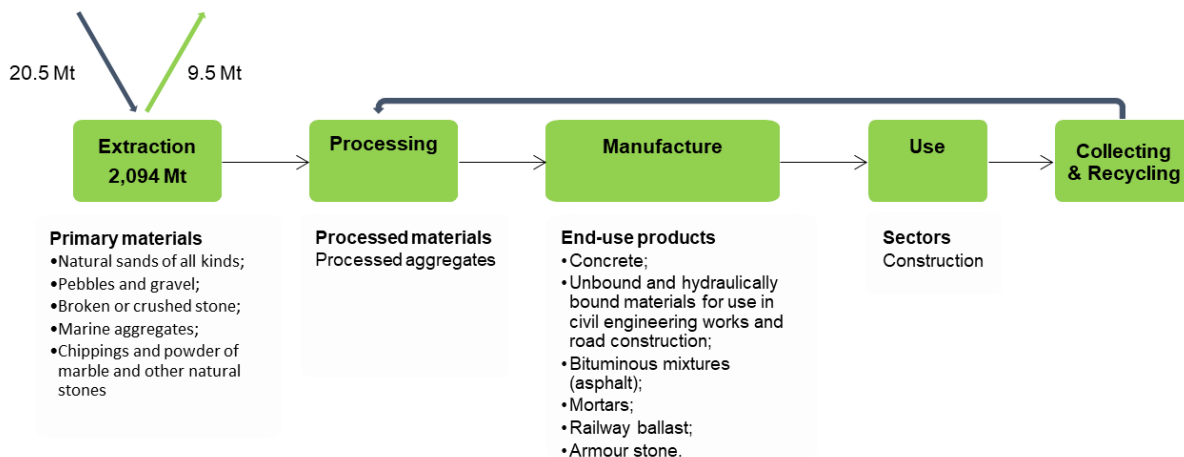 20.5 Mt
9.5 Mt
Extraction
2,094 Mt
Processing
Manufacture
Use
Collecting
& Recycling
Primary materials
•Natural sands of all kinds;
•Pebbles and gravel;
•Broken or crushed stone;
•Marine aggregates;
•Chippings and powder of
marble and other natural
stones
Processed materials
Processed aggregates
End-use products
•Concrete;
•Unbound and hydraulically
bound materials for use in
civil engineering works and
road construction;
•Bituminous mixtures
(asphalt);
•Mortars;
•Railway ballast;
•Armour stone.
Sectors
Construction